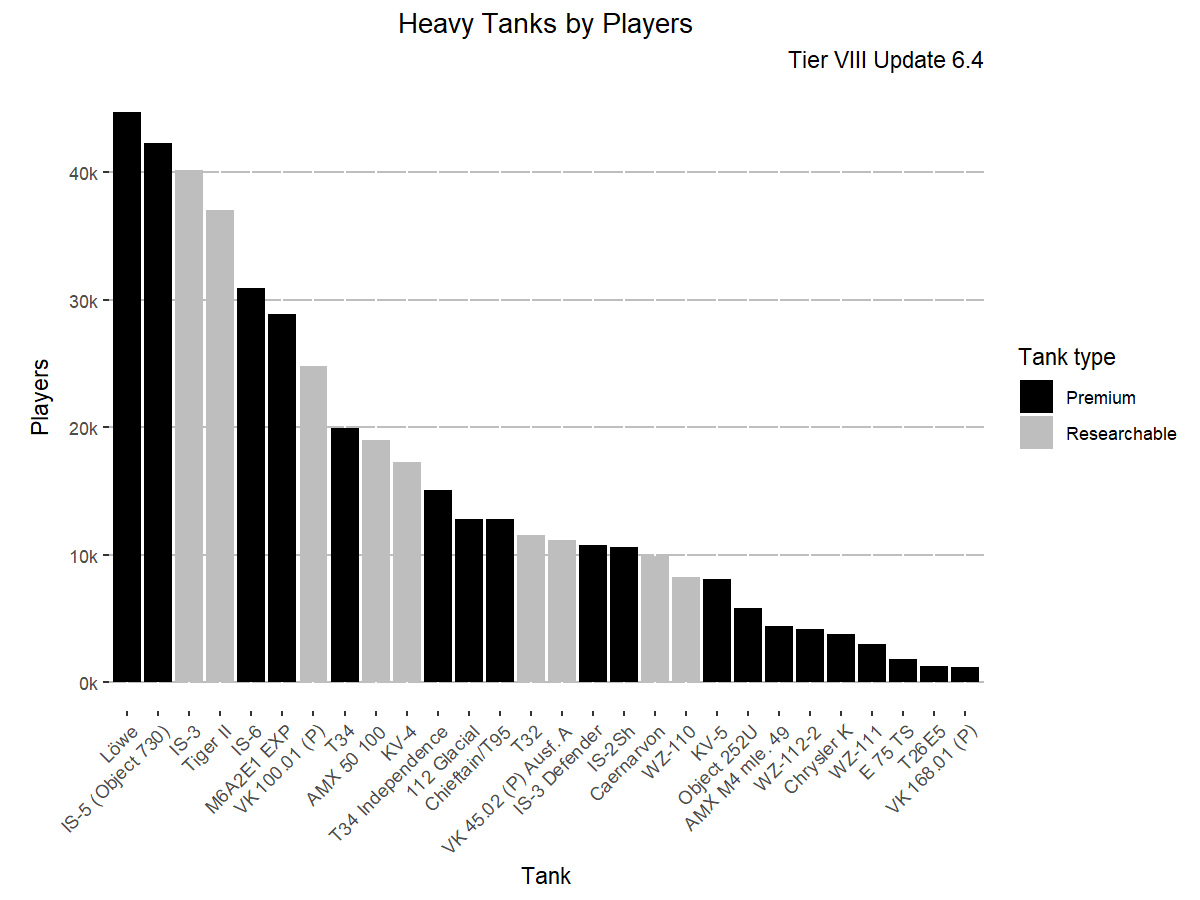 Heavy Tanks by Players
Tier VIII Update 6.4
Players
40k
30k
20k
10k
0k
Löwe
IS-5 (Object 730)
IS-3
Tiger II
IS-6
M6A2E1 EXP
VK 100.01 (P)
T34
AMX 50 100
KV-4
T34 Independence
112 Glacial
Chieftain/T95
T32
VK 45.02 (P) Ausf. A
IS-3 Defender
IS-2Sh
Caernarvon
WZ-110
KV-5
Object 252U
AMX M4 mle. 49
WZ-112-2
Chrysler K
WZ-111
E 75 TS
T26E5
VK 168.01 (P)
Tank
Tank type
Premium
Researchable